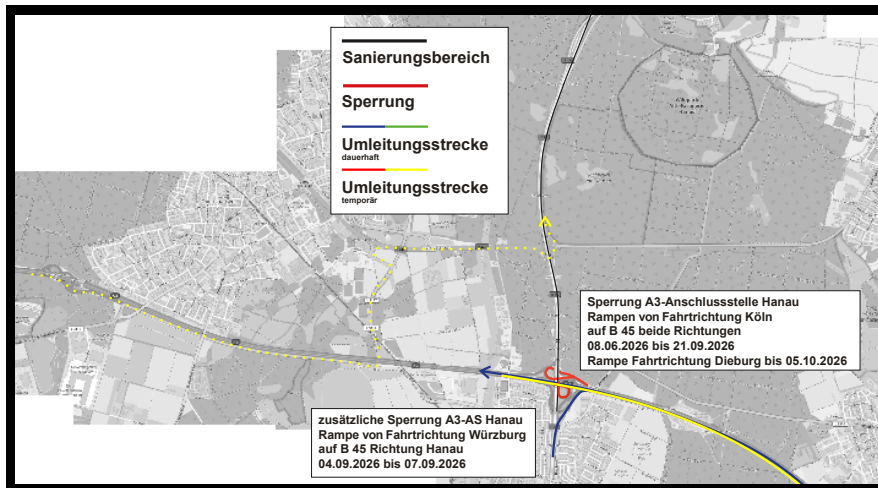 Sanierungsbereich
Sperrung
Umleitungsstrecke
dauerhaft
Umleitungsstrecke
temporär
Sperrung A3-Anschlussstelle Hanau
Rampen von Fahrtrichtung Köln
auf B 45 beide Richtungen
08.06.2026 bis 21.09.2026
Rampe Fahrtrichtung Dieburg bis 05.10.2026
zusätzliche Sperrung A3-AS Hanau
Rampe von Fahrtrichtung Würzburg
auf B 45 Richtung Hanau
04.09.2026 bis 07.09.2026